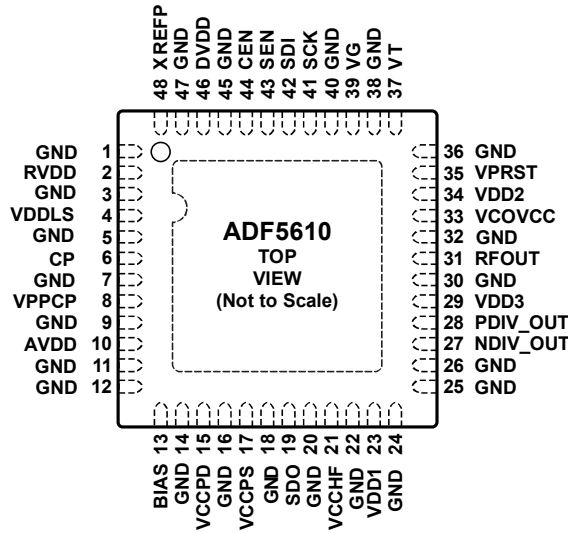 48 XREFP
47 GND
46 DVDD
45 GND
44 CEN
43 SEN
42 SDI
41 SCK
40 GND
39 VG
38 GND
37 VT
GND 1
RVDD 2
GND 3
VDDLS 4
GND 5
CP 6
GND 7
VPPCP 8
GND 9
AVDD 10
GND 11
GND 12
ADF5610
TOP
VIEW
(Not to Scale)
36 GND
35 VPRST
34 VDD2
33 VCOVCC
32 GND
31 RFOUT
30 GND
29 VDD3
28 PDIV_OUT
27 NDIV_OUT
26 GND
25 GND
BIAS 13
GND 14
VCCPD 15
GND 16
VCCPS 17
GND 18
SDO 19
GND 20
VCCHF 21
GND 22
VDD1 23
GND 24